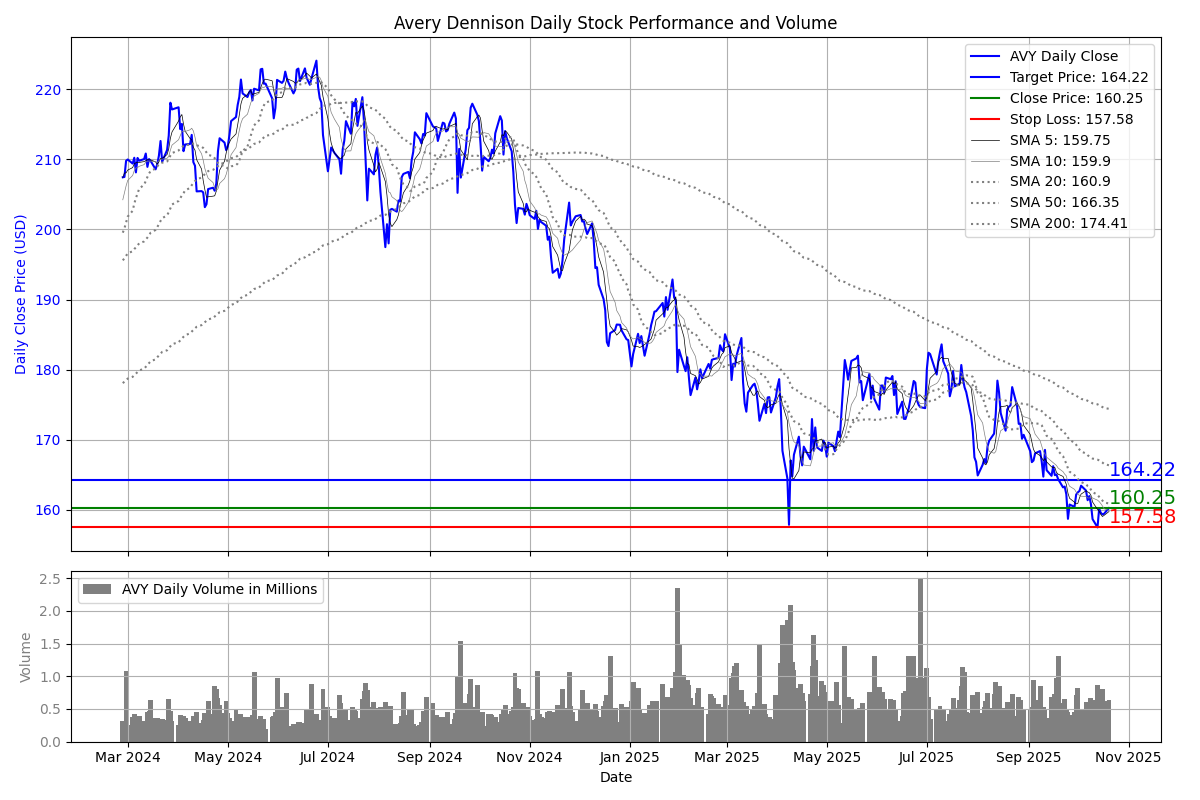 Avery Dennison Daily Stock Performance and Volume
AVY Daily Close
Target Price: 164.22
Close Price: 160.25
Stop Loss: 157.58
SMA 5: 159.75
SMA 10: 159.9
SMA 20: 160.9
SMA 50: 166.35
SMA 200: 174.41
Daily Close Price (USD)
220
210
200
190
180
170
160
164.22
160.25
157.58
AVY Daily Volume in Millions
Volume
2.5
2.0
1.5
1.0
0.5
0.0
Mar 2024 May 2024 Jul 2024 Sep 2024 Nov 2024 Jan 2025 Mar 2025 May 2025 Jul 2025 Sep 2025 Nov 2025
Date